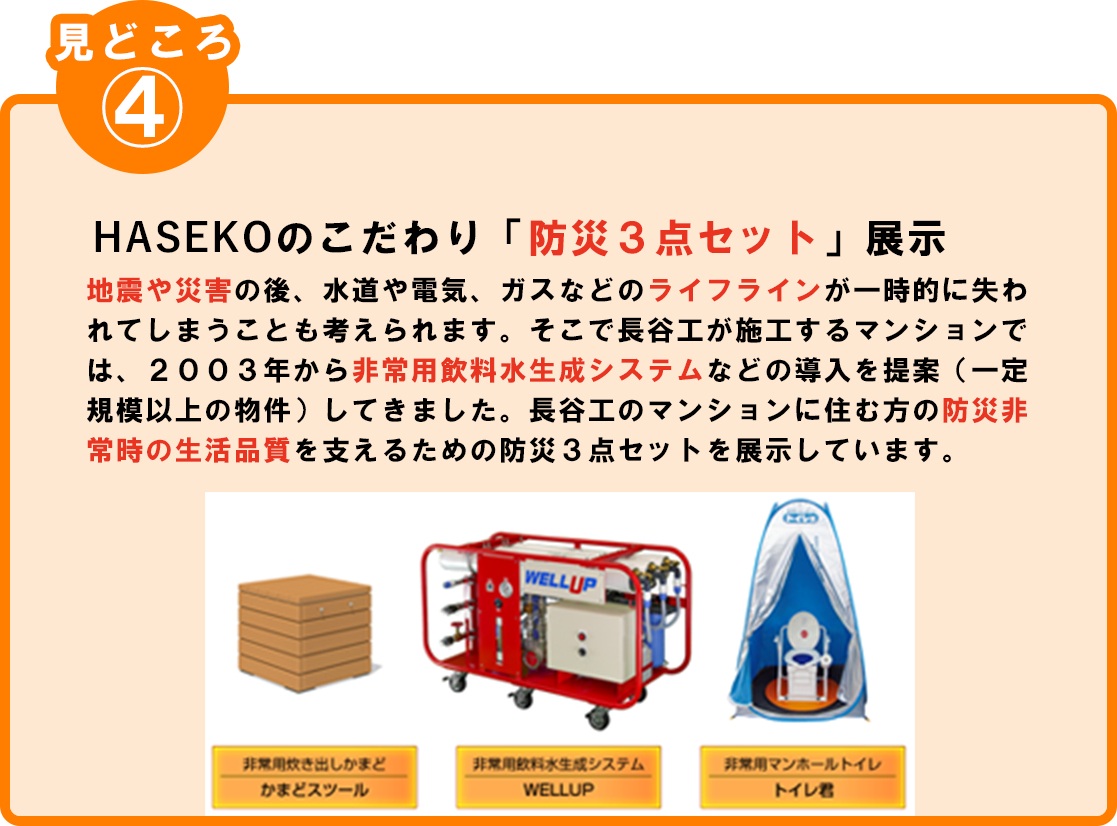 見どころ
④
HASEKOのこだわり「防災３点セット」展示
地震や災害の後、水道や電気、ガスなどのライフラインが一時的に失わ
れてしまうことも考えられます。そこで長谷工が施工するマンションで
は、２００３年から非常用飲料水生成システムなどの導入を提案（一定
規模以上の物件）してきました。長谷工のマンションに住む方の防災非
常時の生活品質を支えるための防災３点セットを展示しています。
トイレ
WELLUP
非常用炊き出しかまど
かまどスツール
非常用飲料水生成システム
WELLUP
非常用マンホールトイレ
トイレ君